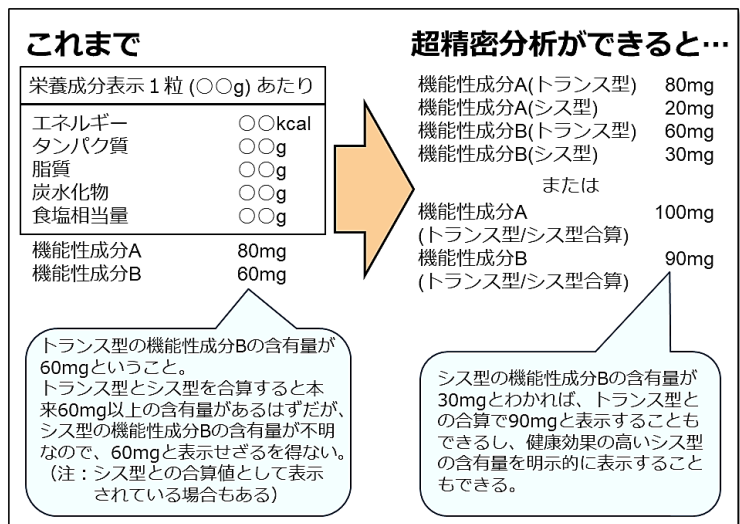 これまで
栄養成分表示１粒 (○○g) あたり
エネルギー ○○kcal
タンパク質 ○○g
脂質 ○○g
炭水化物 ○○g
食塩相当量 ○○g
機能性成分A 80mg
機能性成分B 60mg
トランス型の機能性成分Bの含有量が
60mgということ。
トランス型とシス型を合算すると本
来60mg以上の含有量があるはずだが、
シス型の機能性成分Bの含有量が不明
なので、60mgと表示せざるを得ない。
（注：シス型との合算値として表示
されている場合もある）
超精密分析ができると…
機能性成分A(トランス型) 80mg
機能性成分A(シス型) 20mg
機能性成分B(トランス型) 60mg
機能性成分B(シス型) 30mg
または
機能性成分A 100mg
(トランス型/シス型合算)
機能性成分B 90mg
(トランス型/シス型合算)
シス型の機能性成分Bの含有量が
30mgとわかれば、トランス型と
の合算で90mgと表示することも
できるし、健康効果の高いシス型
の含有量を明示的に表示すること
もできる。